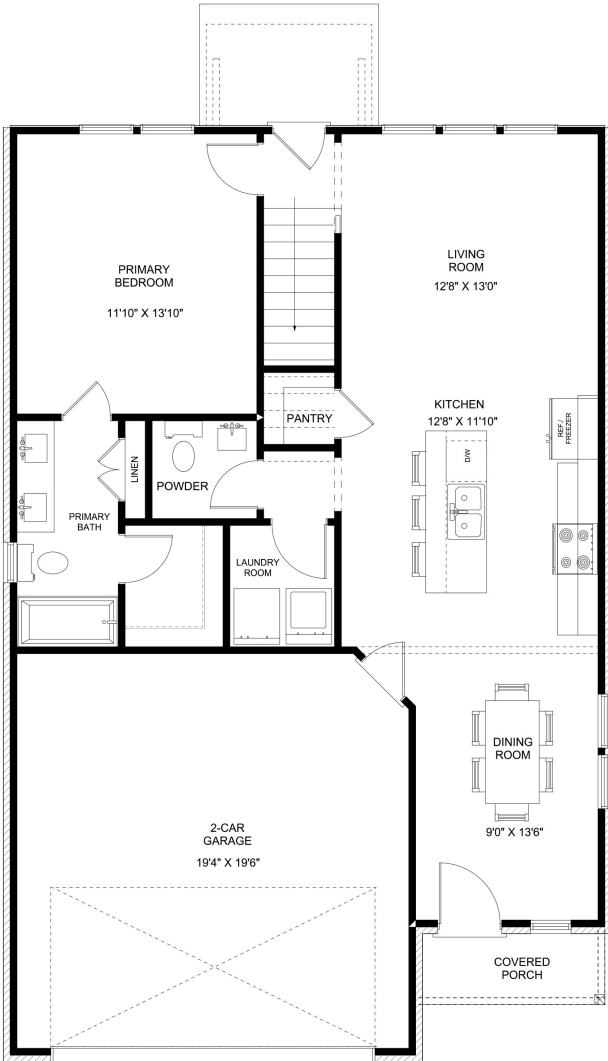 PRIMARY
BEDROOM
11'10" X 13'10"
LIVING
ROOM
12'8" X 13'0"
KITCHEN
12'8" X 11'10"
REF./
FREEZER
PANTRY
D/W
LINEN
POWDER
PRIMARY
BATH
LAUNDRY
ROOM
DINING
ROOM
9'0" X 13'6"
2-CAR
GARAGE
19'4" X 19'6"
COVERED
PORCH